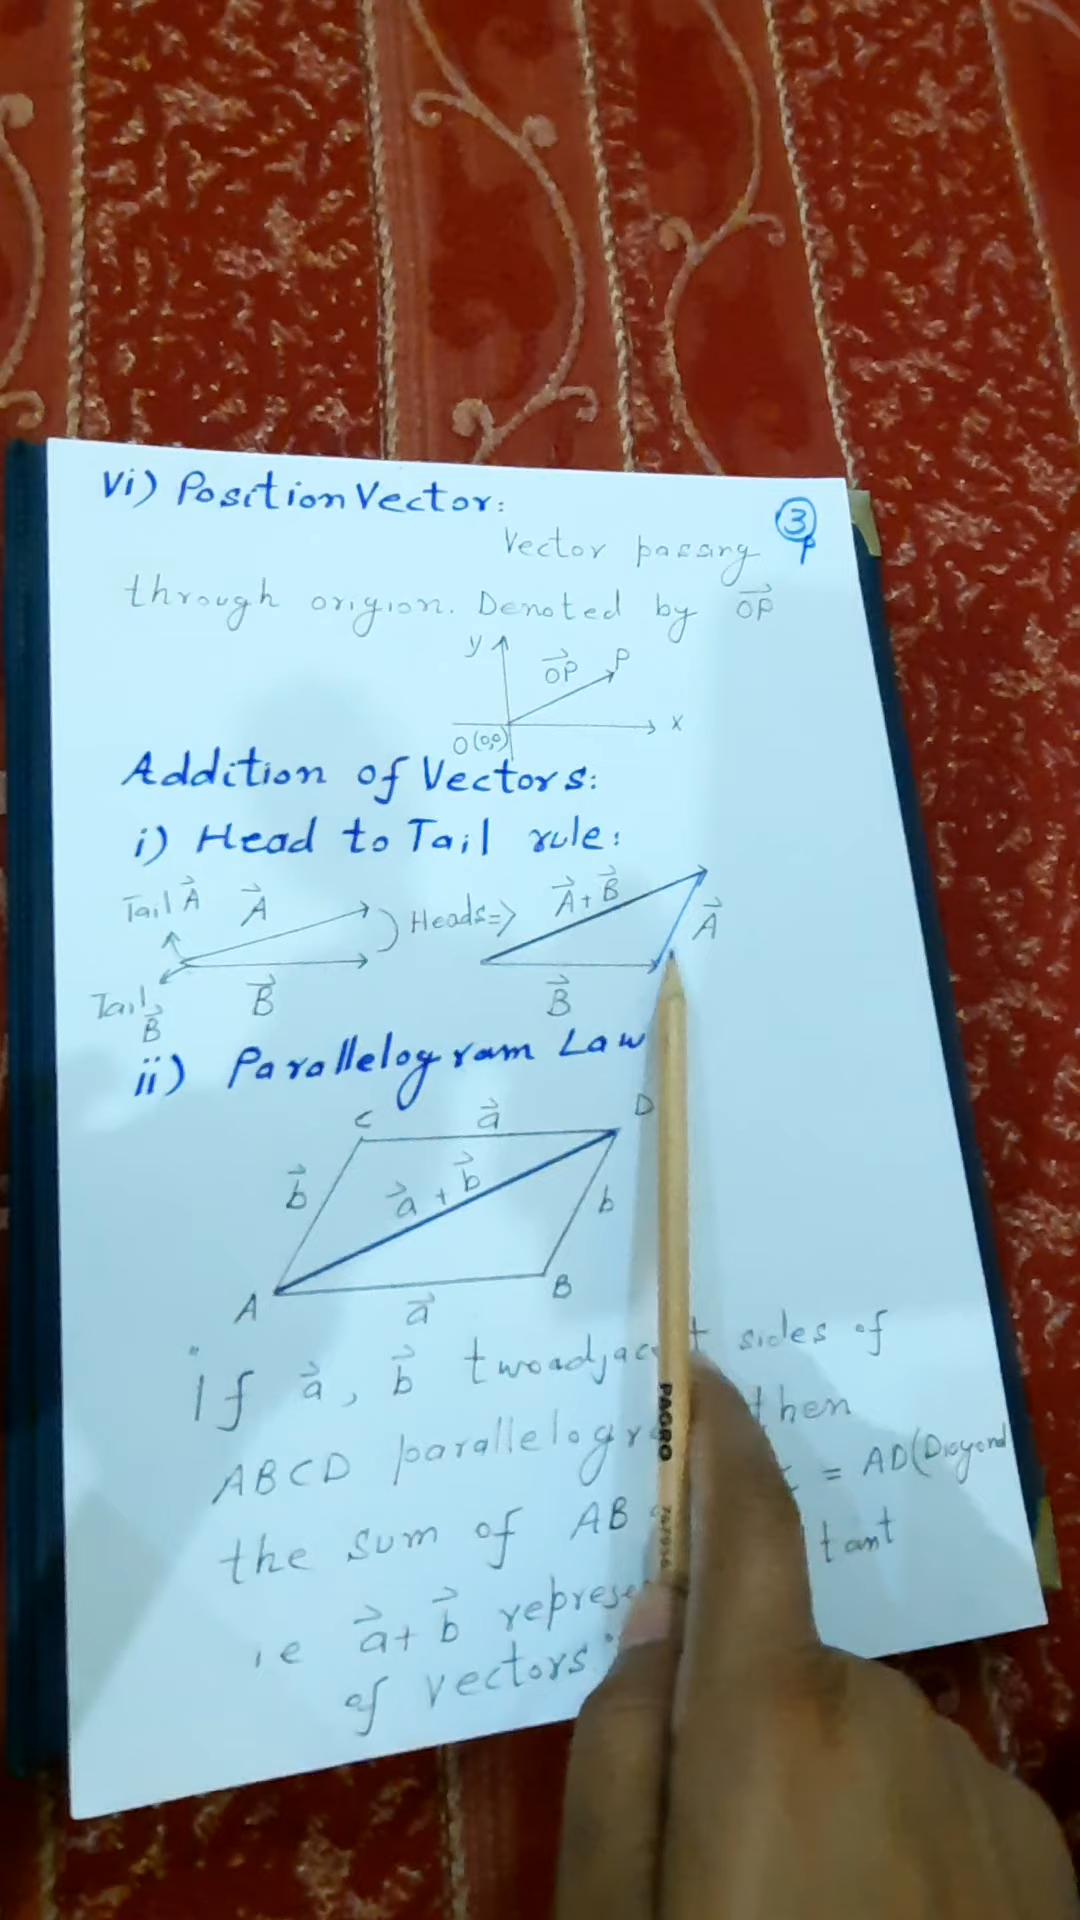 vi) Position Vector:
3
P
Vector passing
through origion. Denoted by OP
y
OP P
x
O(0,0)
Addition of Vectors:
i) Head to Tail rule:
Tail A A Heads=> A+B A
Tail B B B
ii) Parallelogram Law
C a D
b a+b b
A a B
"If a, b two adjac t sides of
ABCD parallelogr then
the sum of AB = AD(Diagonal
ie a+b tant
of vectors"
PAGRO